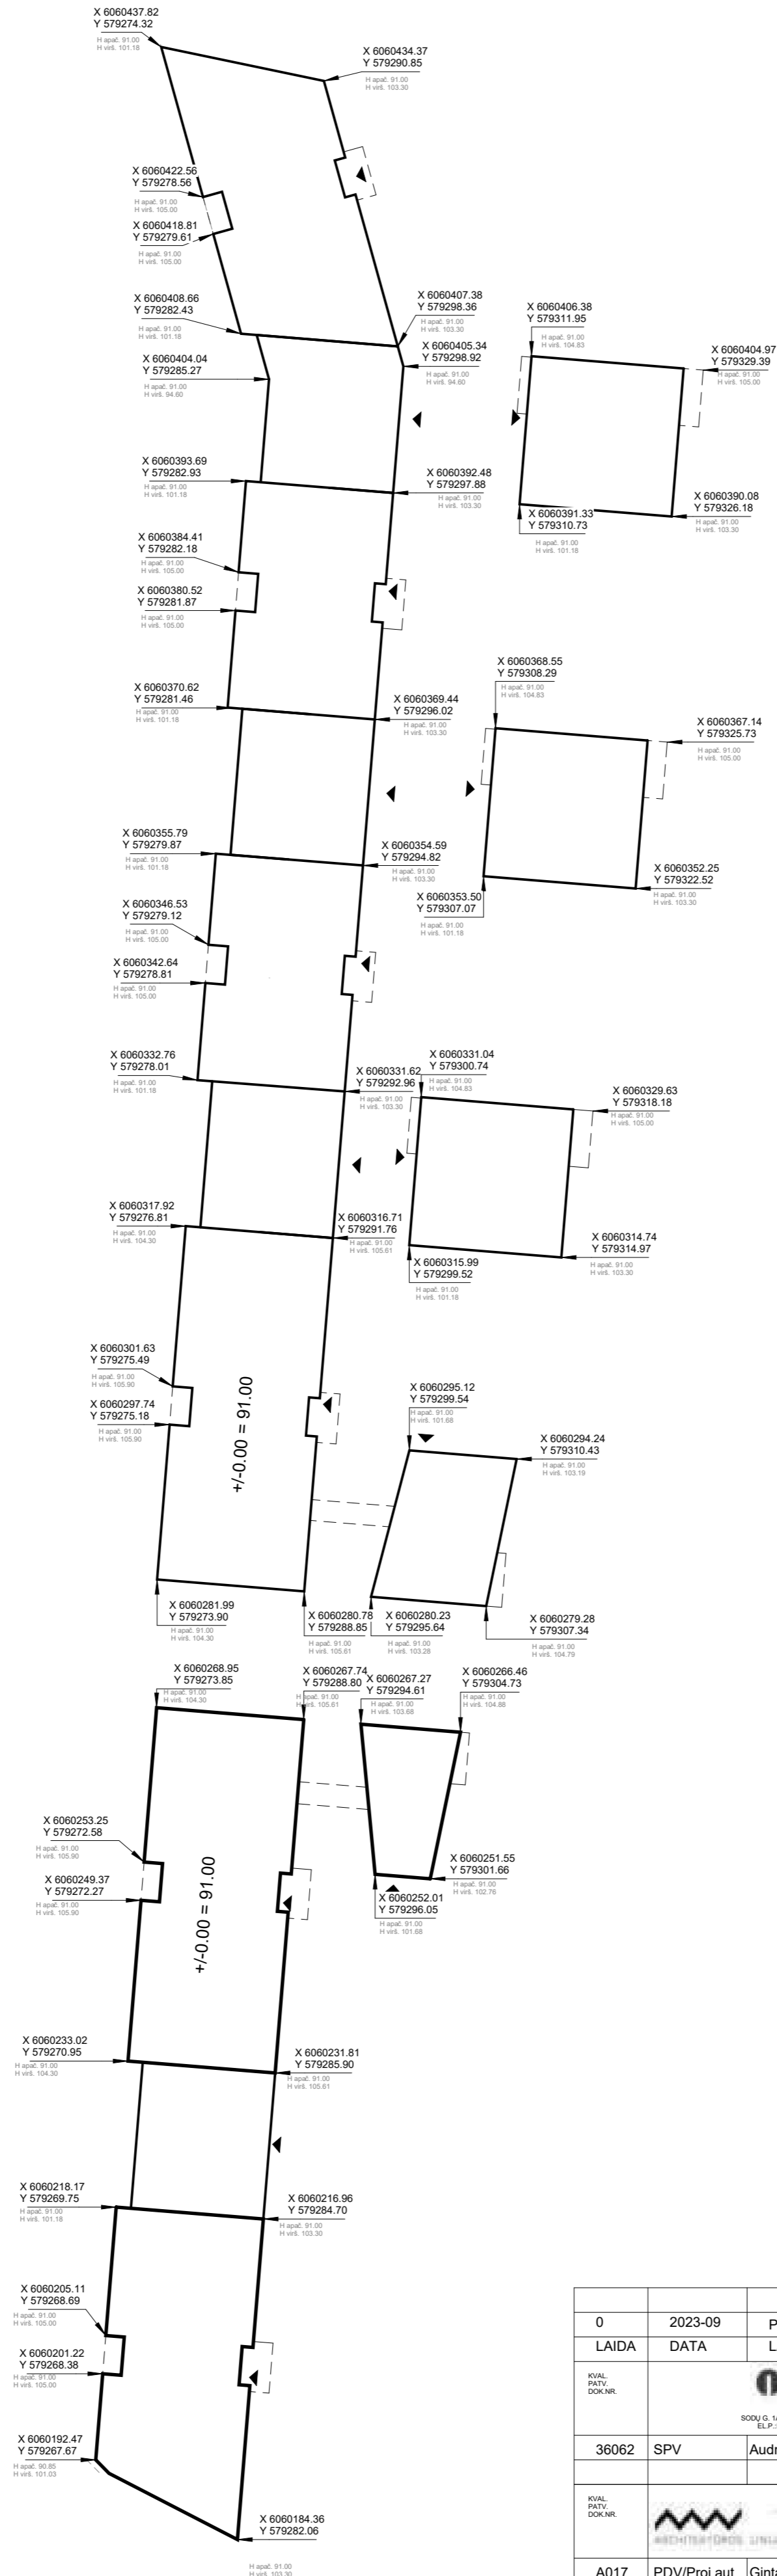 X 6060437.82
Y 579274.32
H apač. 91.00
H virš. 101.18
X 6060434.37
Y 579290.85
H apač. 91.00
H virš. 103.30
X 6060422.56
Y 579278.56
H apač. 91.00
H virš. 105.00
X 6060418.81
Y 579279.61
H apač. 91.00
H virš. 105.00
X 6060408.66
Y 579282.43
H apač. 91.00
H virš. 101.18
X 6060407.38
Y 579298.36
H apač. 91.00
H virš. 103.30
X 6060406.38
Y 579311.95
H apač. 91.00
H virš. 104.83
X 6060405.34
Y 579298.92
H apač. 91.00
H virš. 94.60
X 6060404.97
Y 579329.39
H apač. 91.00
H virš. 105.00
X 6060404.04
Y 579285.27
H apač. 91.00
H virš. 94.60
X 6060393.69
Y 579282.93
H apač. 91.00
H virš. 101.18
X 6060392.48
Y 579297.88
H apač. 91.00
H virš. 103.30
X 6060391.33
Y 579310.73
H apač. 91.00
H virš. 101.18
X 6060390.08
Y 579326.18
H apač. 91.00
H virš. 103.30
X 6060384.41
Y 579282.18
H apač. 91.00
H virš. 105.00
X 6060380.52
Y 579281.87
H apač. 91.00
H virš. 105.00
X 6060370.62
Y 579281.46
H apač. 91.00
H virš. 101.18
X 6060369.44
Y 579296.02
H apač. 91.00
H virš. 103.30
X 6060368.55
Y 579308.29
H apač. 91.00
H virš. 104.83
X 6060367.14
Y 579325.73
H apač. 91.00
H virš. 105.00
X 6060355.79
Y 579279.87
H apač. 91.00
H virš. 101.18
X 6060354.59
Y 579294.82
H apač. 91.00
H virš. 103.30
X 6060353.50
Y 579307.07
H apač. 91.00
H virš. 101.18
X 6060352.25
Y 579322.52
H apač. 91.00
H virš. 103.30
X 6060346.53
Y 579279.12
H apač. 91.00
H virš. 105.00
X 6060342.64
Y 579278.81
H apač. 91.00
H virš. 105.00
X 6060332.76
Y 579278.01
H apač. 91.00
H virš. 101.18
X 6060331.62
Y 579292.96
H apač. 91.00
H virš. 103.30
X 6060331.04
Y 579300.74
H apač. 91.00
H virš. 104.83
X 6060329.63
Y 579318.18
H apač. 91.00
H virš. 105.00
X 6060317.92
Y 579276.81
H apač. 91.00
H virš. 104.30
X 6060316.71
Y 579291.76
H apač. 91.00
H virš. 105.61
X 6060315.99
Y 579299.52
H apač. 91.00
H virš. 101.18
X 6060314.74
Y 579314.97
H apač. 91.00
H virš. 103.30
X 6060301.63
Y 579275.49
H apač. 91.00
H virš. 105.90
X 6060297.74
Y 579275.18
H apač. 91.00
H virš. 105.90
+/-0.00 = 91.00
X 6060295.12
Y 579299.54
H apač. 91.00
H virš. 101.68
X 6060294.24
Y 579310.43
H apač. 91.00
H virš. 103.19
X 6060281.99
Y 579273.90
H apač. 91.00
H virš. 104.30
X 6060280.78
Y 579288.85
H apač. 91.00
H virš. 105.61
X 6060280.23
Y 579295.64
H apač. 91.00
H virš. 103.28
X 6060279.28
Y 579307.34
H apač. 91.00
H virš. 104.79
X 6060268.95
Y 579273.85
H apač. 91.00
H virš. 104.30
X 6060267.74
Y 579288.80
H apač. 91.00
H virš. 105.61
X 6060267.27
Y 579294.61
H apač. 91.00
H virš. 103.68
X 6060266.46
Y 579304.73
H apač. 91.00
H virš. 104.88
X 6060253.25
Y 579272.58
H apač. 91.00
H virš. 105.90
X 6060249.37
Y 579272.27
H apač. 91.00
H virš. 105.90
+/-0.00 = 91.00
X 6060251.55
Y 579301.66
H apač. 91.00
H virš. 102.76
X 6060252.01
Y 579296.05
H apač. 91.00
H virš. 101.68
X 6060233.02
Y 579270.95
H apač. 91.00
H virš. 104.30
X 6060231.81
Y 579285.90
H apač. 91.00
H virš. 105.61
X 6060218.17
Y 579269.75
H apač. 91.00
H virš. 101.18
X 6060216.96
Y 579284.70
H apač. 91.00
H virš. 103.30
X 6060205.11
Y 579268.69
H apač. 91.00
H virš. 105.00
X 6060201.22
Y 579268.38
H apač. 91.00
H virš. 105.00
X 6060192.47
Y 579267.67
H apač. 90.85
H virš. 101.03
X 6060184.36
Y 579282.06
H apač. 91.00
H virš. 103.30
0 2023-09 P
LAIDA DATA L
KVAL.
PATV.
DOK.NR.
SODŲ G. 1
EL.P.:
36062 SPV Aud
KVAL.
PATV.
DOK.NR.
A017 PDV/Proj aut Gint